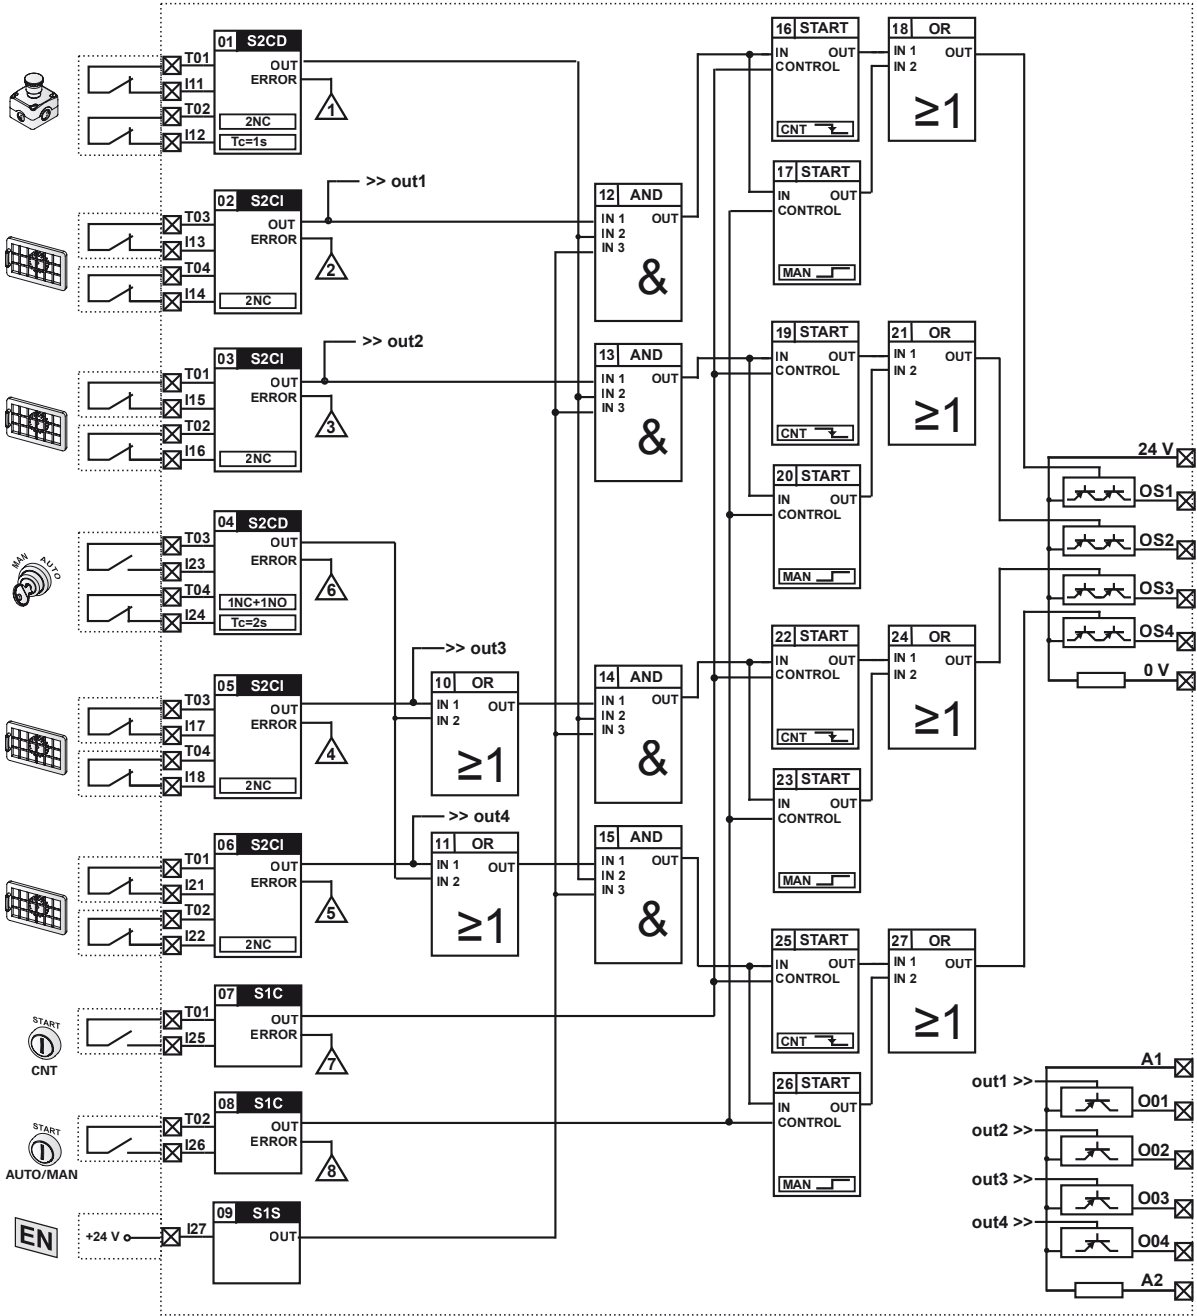 01 S2CD
T01
I11
T02
I12
OUT
ERROR
1
2NC
Tc=1s
>> out1
02 S2CI
T03
I13
T04
I14
OUT
ERROR
2
2NC
>> out2
03 S2CI
T01
I15
T02
I16
OUT
ERROR
3
2NC
MAN AUTO
04 S2CD
T03
I23
T04
I24
OUT
ERROR
6
1NC+1NO
Tc=2s
>> out3
05 S2CI
T03
I17
T04
I18
OUT
ERROR
4
2NC
>> out4
06 S2CI
T01
I21
T02
I22
OUT
ERROR
5
2NC
START
CNT
07 S1C
T01
I25
OUT
ERROR
7
START
AUTO/MAN
08 S1C
T02
I26
OUT
ERROR
8
EN
+24 V
I27
09 S1S
OUT
10 OR
IN 1 OUT
IN 2
≥1
11 OR
IN 1 OUT
IN 2
≥1
12 AND
IN 1 OUT
IN 2
IN 3
&
13 AND
IN 1 OUT
IN 2
IN 3
&
14 AND
IN 1 OUT
IN 2
IN 3
&
15 AND
IN 1 OUT
IN 2
IN 3
&
16 START
IN OUT
CONTROL
CNT
17 START
IN OUT
CONTROL
MAN
18 OR
IN 1 OUT
IN 2
≥1
19 START
IN OUT
CONTROL
CNT
20 START
IN OUT
CONTROL
MAN
21 OR
IN 1 OUT
IN 2
≥1
22 START
IN OUT
CONTROL
CNT
23 START
IN OUT
CONTROL
MAN
24 OR
IN 1 OUT
IN 2
≥1
25 START
IN OUT
CONTROL
CNT
26 START
IN OUT
CONTROL
MAN
27 OR
IN 1 OUT
IN 2
≥1
24 V
OS1
OS2
OS3
OS4
0 V
A1
out1 >>
O01
out2 >>
O02
out3 >>
O03
out4 >>
O04
A2